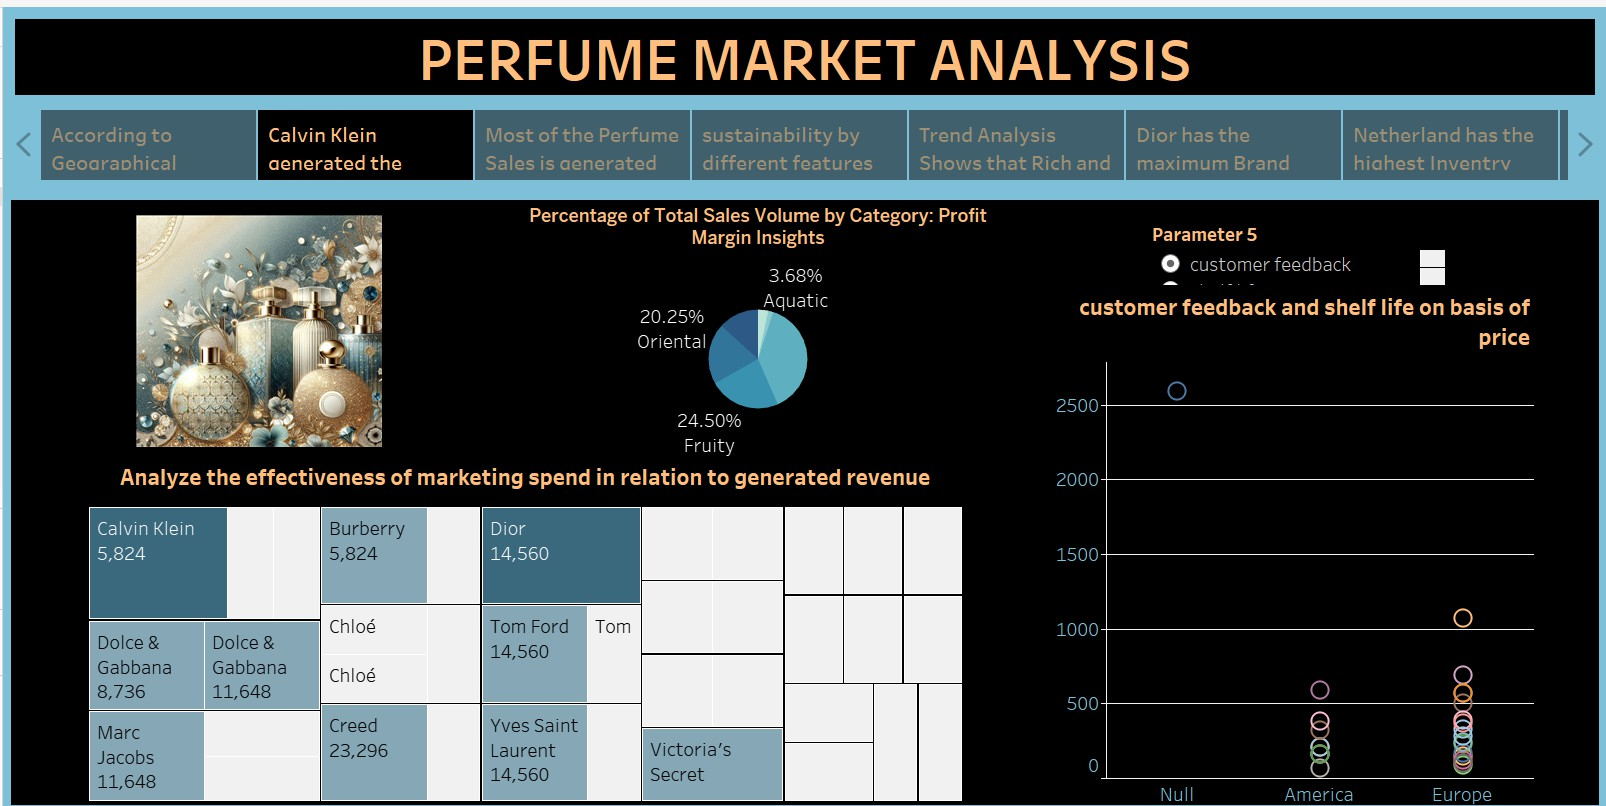 PERFUME MARKET ANALYSIS
According to
Geographical
Calvin Klein
generated the
Most of the Perfume
Sales is generated
sustainability by
different features
Trend Analysis
Shows that Rich and
Dior has the
maximum Brand
Netherland has the
highest Inventry
Percentage of Total Sales Volume by Category: Profit
Margin Insights
3.68%
Aquatic
20.25%
Oriental
24.50%
Fruity
Parameter 5
customer feedback
customer feedback and shelf life on basis of
price
2500
2000
1500
1000
500
0
Null
America
Europe
Analyze the effectiveness of marketing spend in relation to generated revenue
Calvin Klein
5,824
Dolce &
Gabbana
8,736
Dolce &
Gabbana
11,648
Marc
Jacobs
11,648
Burberry
5,824
Chloé
Chloé
Creed
23,296
Dior
14,560
Tom Ford
14,560
Tom
Yves Saint
Laurent
14,560
Victoria's
Secret